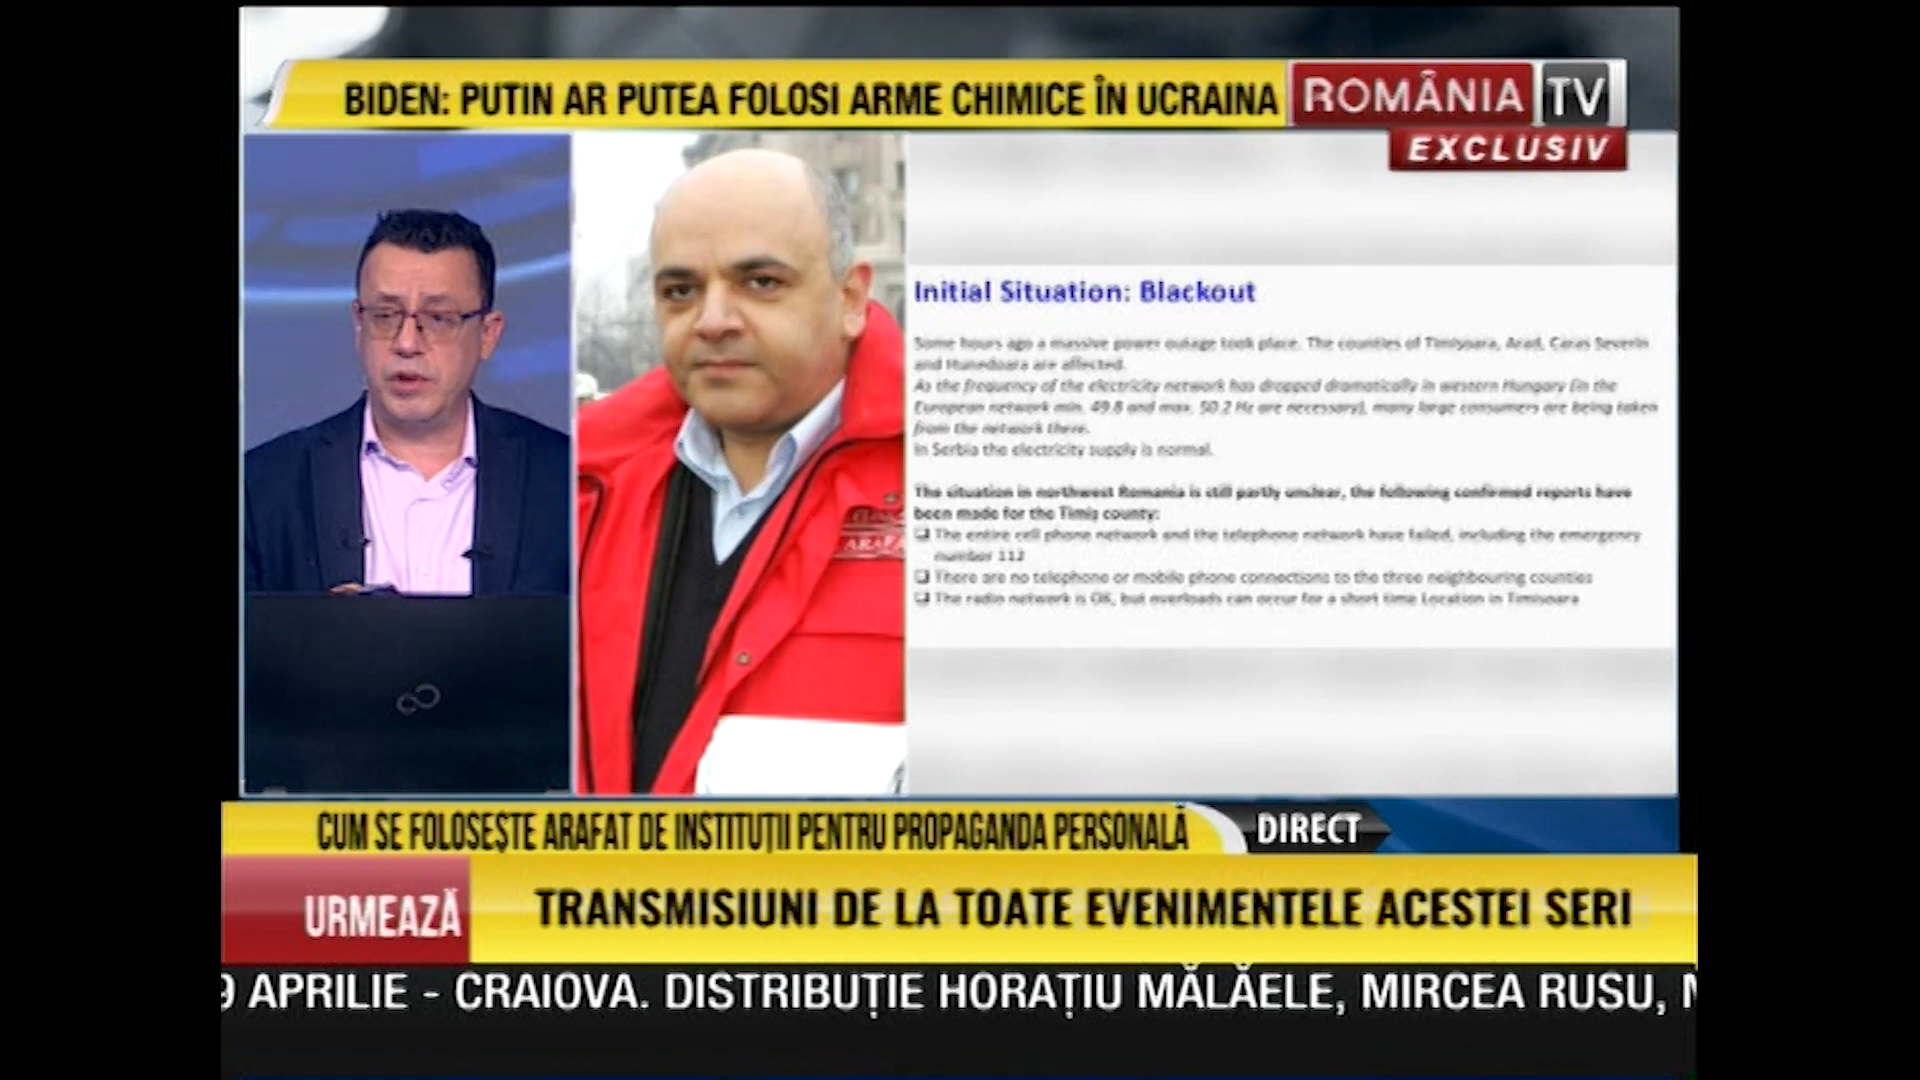 BIDEN: PUTIN AR PUTEA FOLOSI ARME CHIMICE ÎN UCRAINA
ROMÂNIA TV
EXCLUSIV
Initial Situation: Blackout
Some hours ago a massive power outage took place. The counties of Timișoara, Arad, Caras Severin
and Hunedoara are affected.
As the frequency of the electricity network has dropped dramatically in western Hungary (in the
European network min. 49.8 and max. 50.2 Hz are necessary), many large consumers are being taken
from the network there.
In Serbia the electricity supply is normal.
The situation in northwest Romania is still partly unclear, the following confirmed reports have
been made for the Timiș county:
❑ The entire cell phone network and the telephone network have failed, including the emergency
number 112
❑ There are no telephone or mobile phone connections to the three neighbouring counties
❑ The radio network is OK, but overloads can occur for a short time Location in Timisoara
ARAFA
CUM SE FOLOSEȘTE ARAFAT DE INSTITUȚII PENTRU PROPAGANDA PERSONALĂ
DIRECT
URMEAZĂ
TRANSMISIUNI DE LA TOATE EVENIMENTELE ACESTEI SERI
9 APRILIE - CRAIOVA. DISTRIBUȚIE HORAȚIU MĂLĂELE, MIRCEA RUSU,